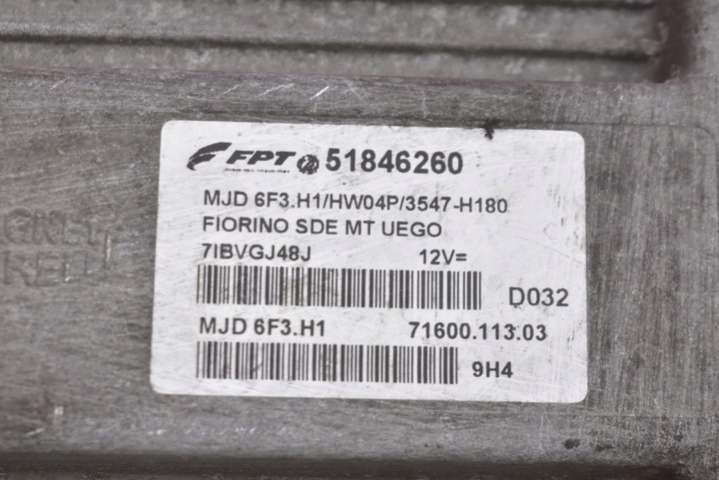 FPT 51846260
MJD 6F3.H1/HW04P/3547-H180
FIORINO SDE MT UEGO
7IBVGJ48J 12V=
D032
MJD 6F3.H1 71600.113.03
9H4